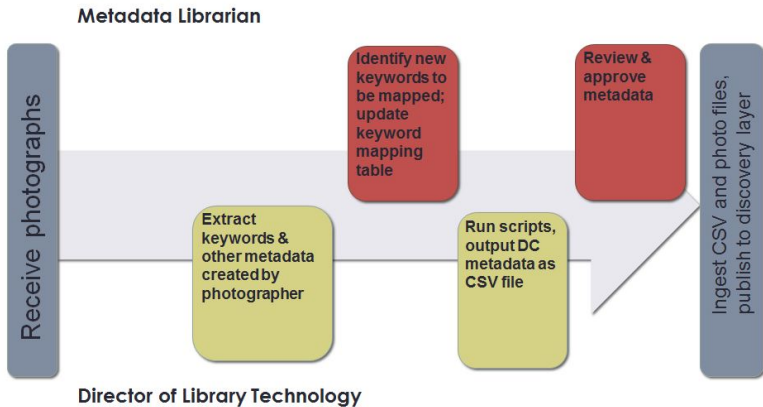 Metadata Librarian
Receive photographs
Extract
keywords &
other metadata
created by
photographer
Identify new
keywords to
be mapped;
update
keyword
mapping
table
Run scripts,
output DC
metadata as
CSV file
Review &
approve
metadata
Ingest CSV and photo files,
publish to discovery layer
Director of Library Technology